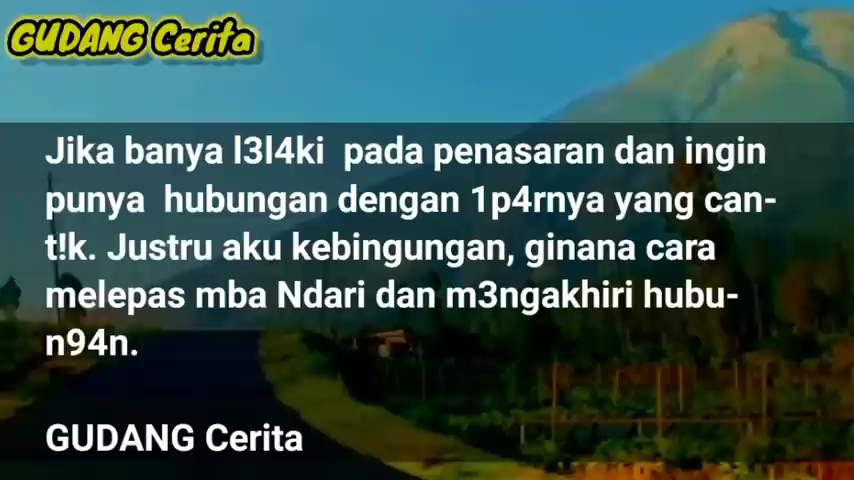 GUDANG Cerita
Jika banya l3l4ki pada penasaran dan ingin
punya hubungan dengan 1p4rnya yang can-
t!k. Justru aku kebingungan, ginana cara
melepas mba Ndari dan m3ngakhiri hubu-
n94n.
GUDANG Cerita